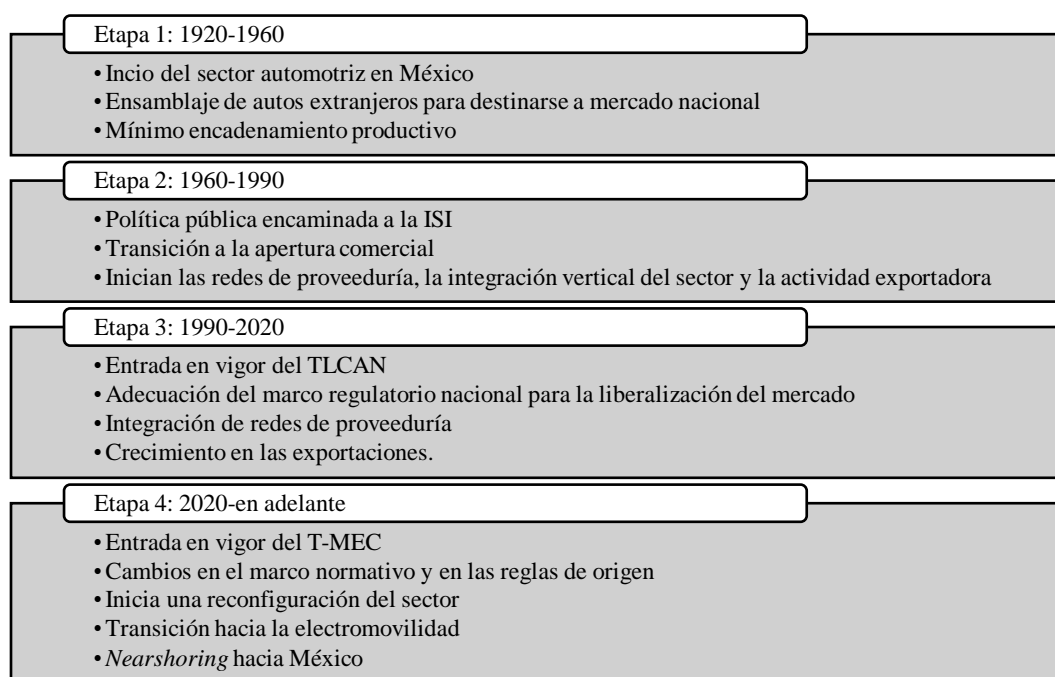 Etapa 1: 1920-1960
• Incio del sector automotriz en México
• Ensamblaje de autos extranjeros para destinarse a mercado nacional
• Mínimo encadenamiento productivo
Etapa 2: 1960-1990
• Política pública encaminada a la ISI
• Transición a la apertura comercial
• Inician las redes de proveeduría, la integración vertical del sector y la actividad exportadora
Etapa 3: 1990-2020
• Entrada en vigor del TLCAN
• Adecuación del marco regulatorio nacional para la liberalización del mercado
• Integración de redes de proveeduría
• Crecimiento en las exportaciones.
Etapa 4: 2020-en adelante
• Entrada en vigor del T-MEC
• Cambios en el marco normativo y en las reglas de origen
• Inicia una reconfiguración del sector
• Transición hacia la electromovilidad
• Nearshoring hacia México